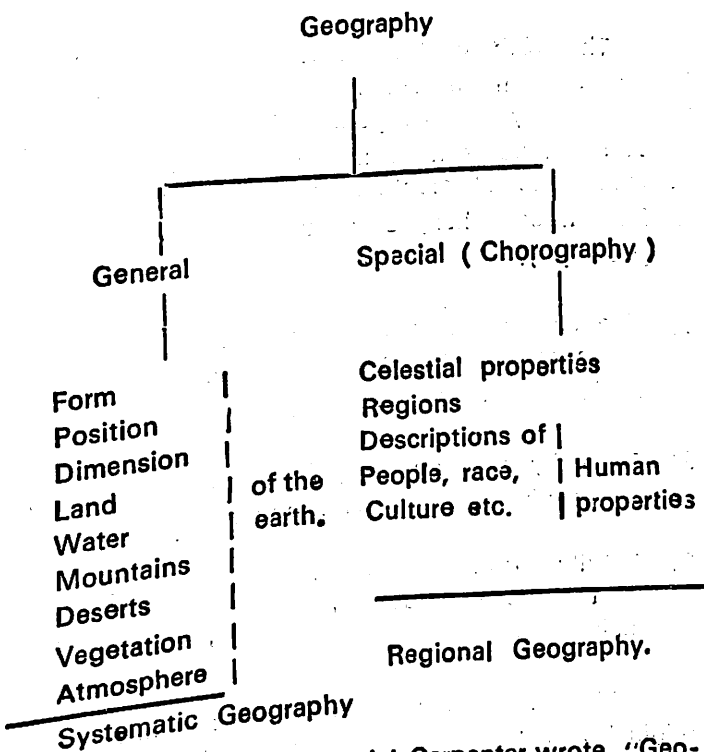 Geography
General
Special ( Chorography )
Form
Position
Dimension
Land
Water
Mountains
Deserts
Vegetation
Atmosphere
of the
earth.
Systematic Geography
Celestial properties
Regions
Descriptions of
People, race,
Culture etc.
Human
properties
Regional Geography.
Carpenter wrote, "Geo-